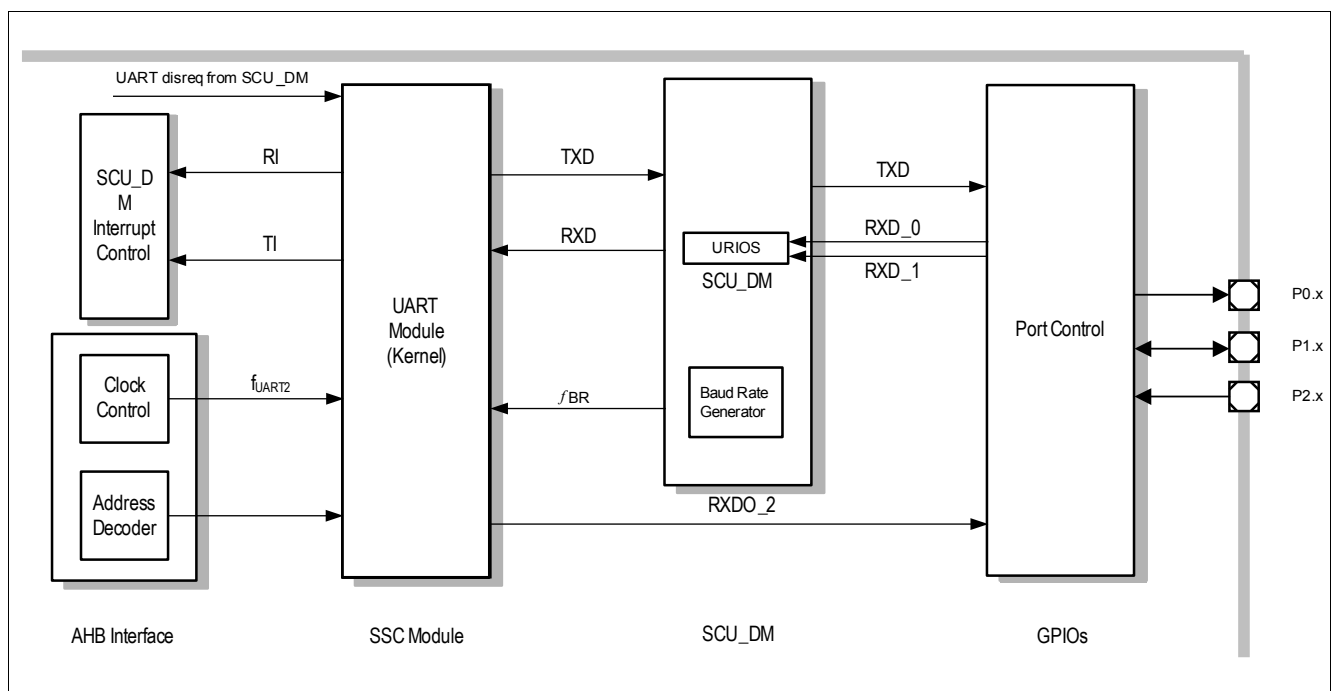 UART disreq from SCU_DM
SCU_D
M
Interrupt
Control
RI
TI
Clock
Control
Address
Decoder
fUART2
UART
Module
(Kernel)
TXD
RXD
fBR
RXDO_2
URIOS
SCU_DM
Baud Rate
Generator
TXD
RXD_0
RXD_1
Port Control
P0.x
P1.x
P2.x
AHB Interface
SSC Module
SCU_DM
GPIOs